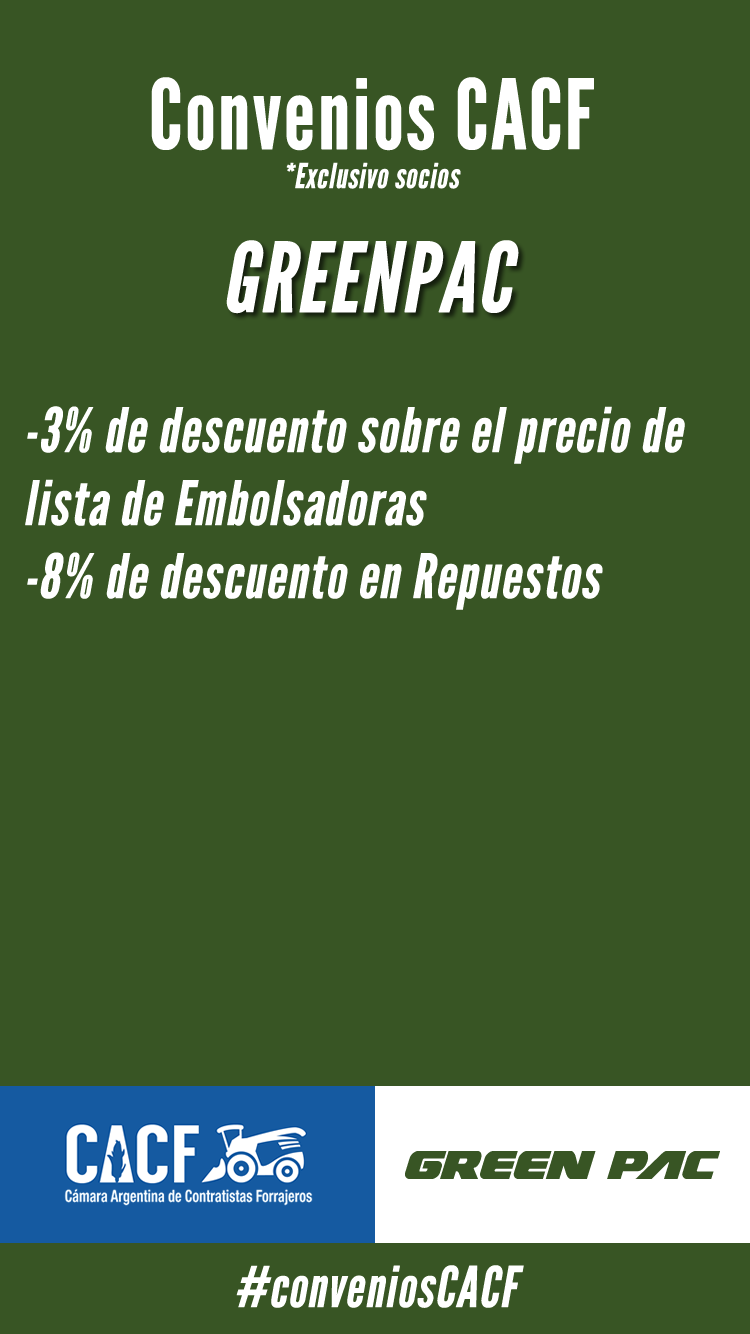 Convenios CACF
*Exclusivo socios
GREENPAC
-3% de descuento sobre el precio de
lista de Embolsadoras
-8% de descuento en Repuestos
CACF
Cámara Argentina de Contratistas Forrajeros
GREEN PAC
#conveniosCACF